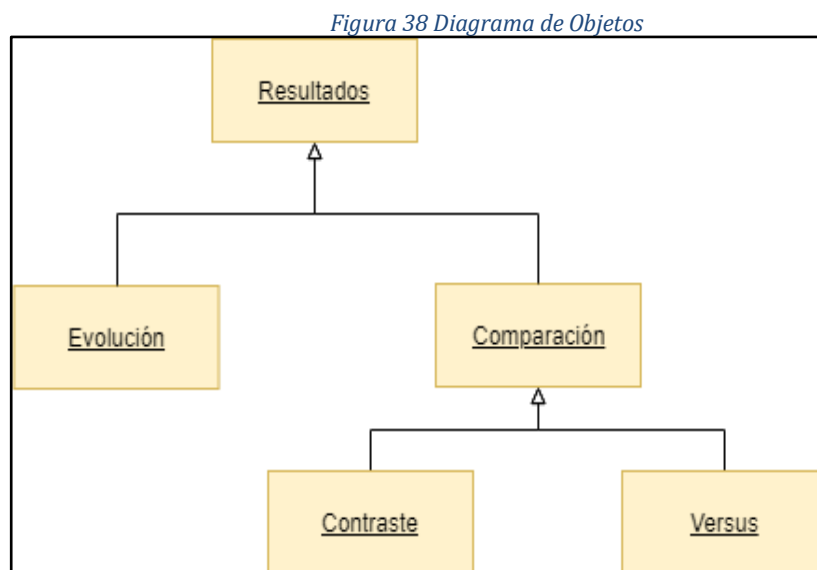 Figura 38 Diagrama de Objetos
Resultados
Evolución
Comparación
Contraste
Versus